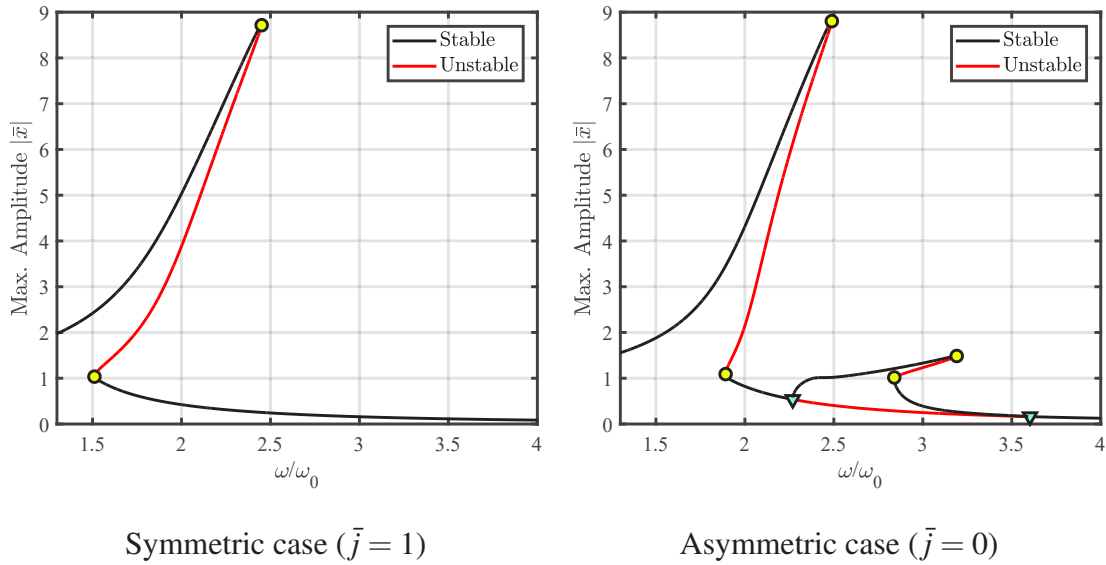 9
8
7
6
5
4
3
2
1
0
Max. Amplitude |x̄|
1.5 2 2.5 3 3.5 4
ω/ω₀
Stable
Unstable
Symmetric case (j̄ = 1)
9
8
7
6
5
4
3
2
1
0
Max. Amplitude |x̄|
1.5 2 2.5 3 3.5 4
ω/ω₀
Stable
Unstable
Asymmetric case (j̄ = 0)